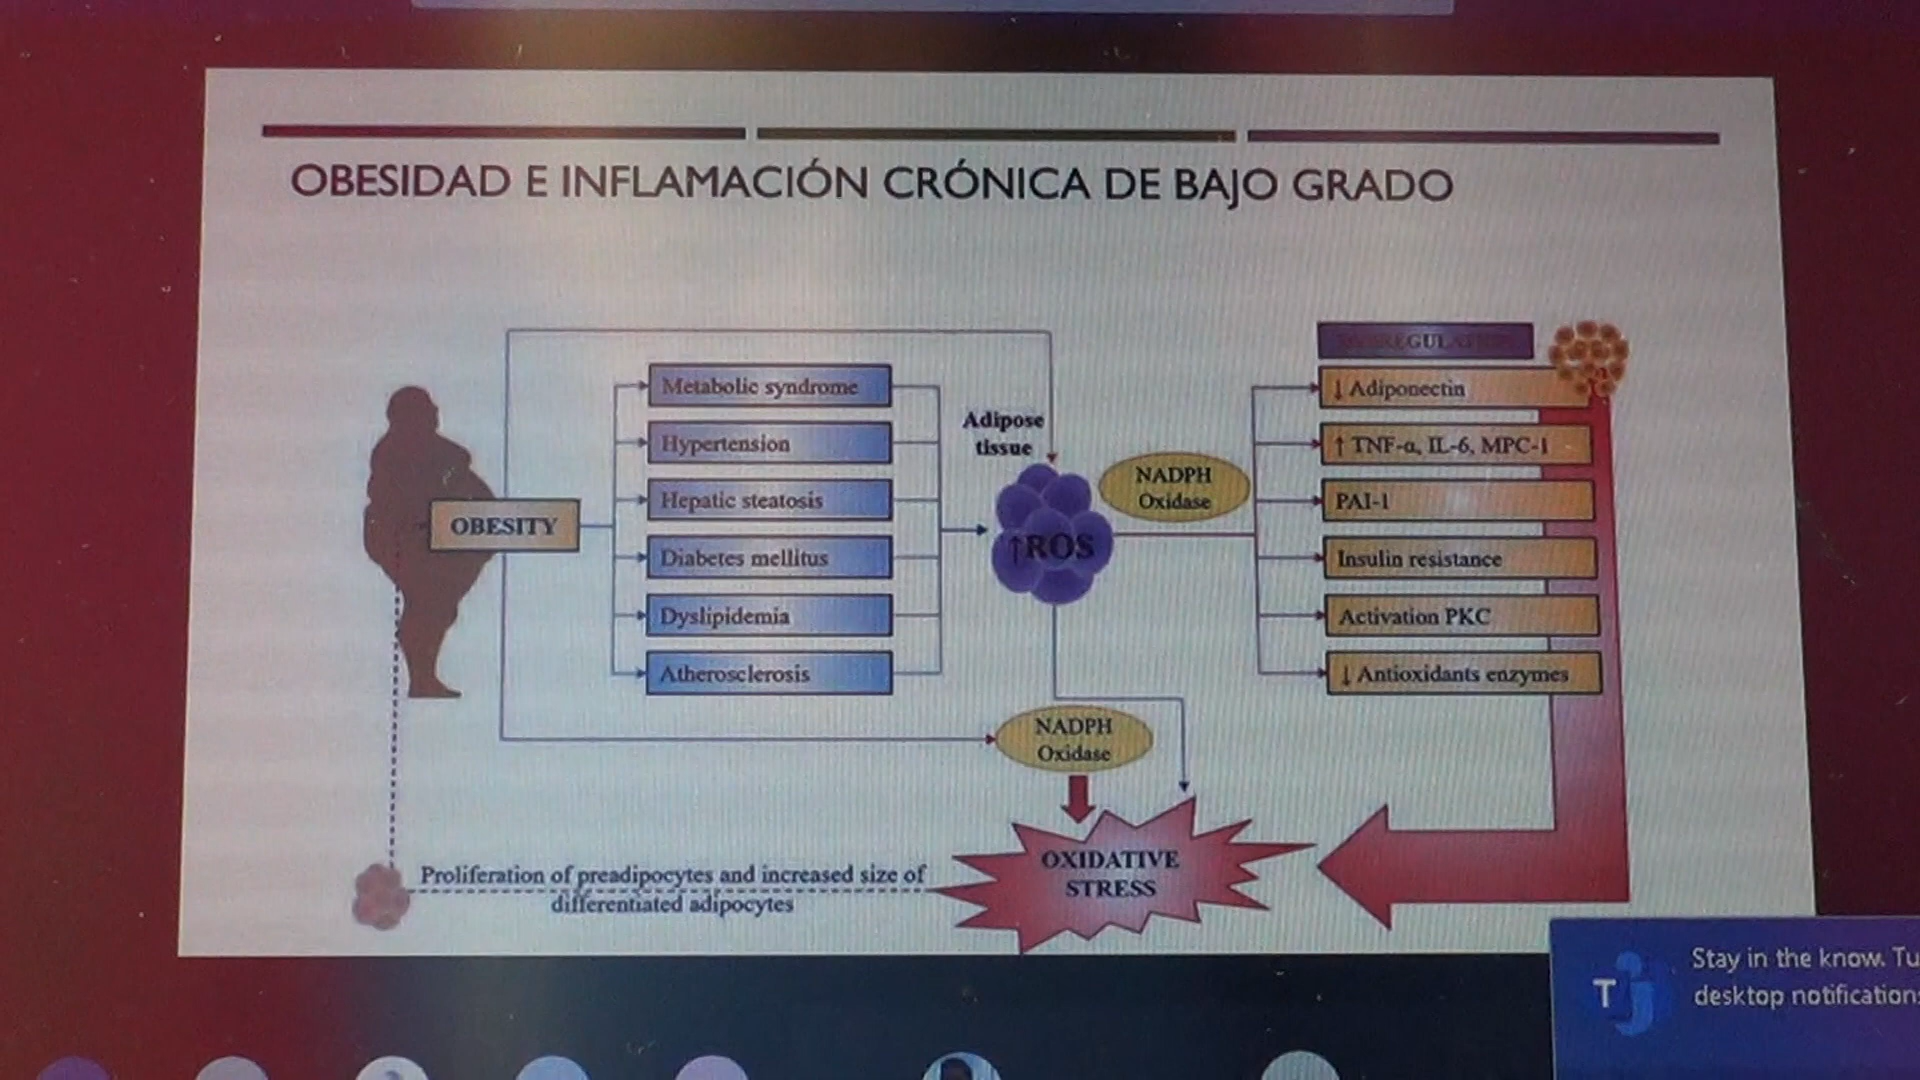 OBESIDAD E INFLAMACIÓN CRÓNICA DE BAJO GRADO
OBESITY
Metabolic syndrome
Hypertension
Hepatic steatosis
Diabetes mellitus
Dyslipidemia
Atherosclerosis
Adipose
tissue
↑ROS
NADPH
Oxidase
↓ Adiponectin
↑ TNF-α, IL-6, MPC-1
PAI-1
Insulin resistance
Activation PKC
↓ Antioxidants enzymes
NADPH
Oxidase
OXIDATIVE
STRESS
Proliferation of preadipocytes and increased size of
differentiated adipocytes
T
Stay in the know. Tu
desktop notifications